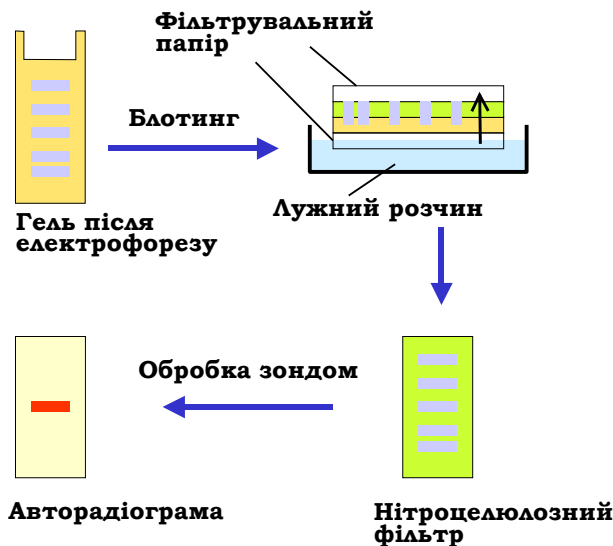 Фільтрувальний
папір
Блотинг
Лужний розчин
Гель після
електрофорезу
Обробка зондом
Авторадіограма
Нітроцелюлозний
фільтр